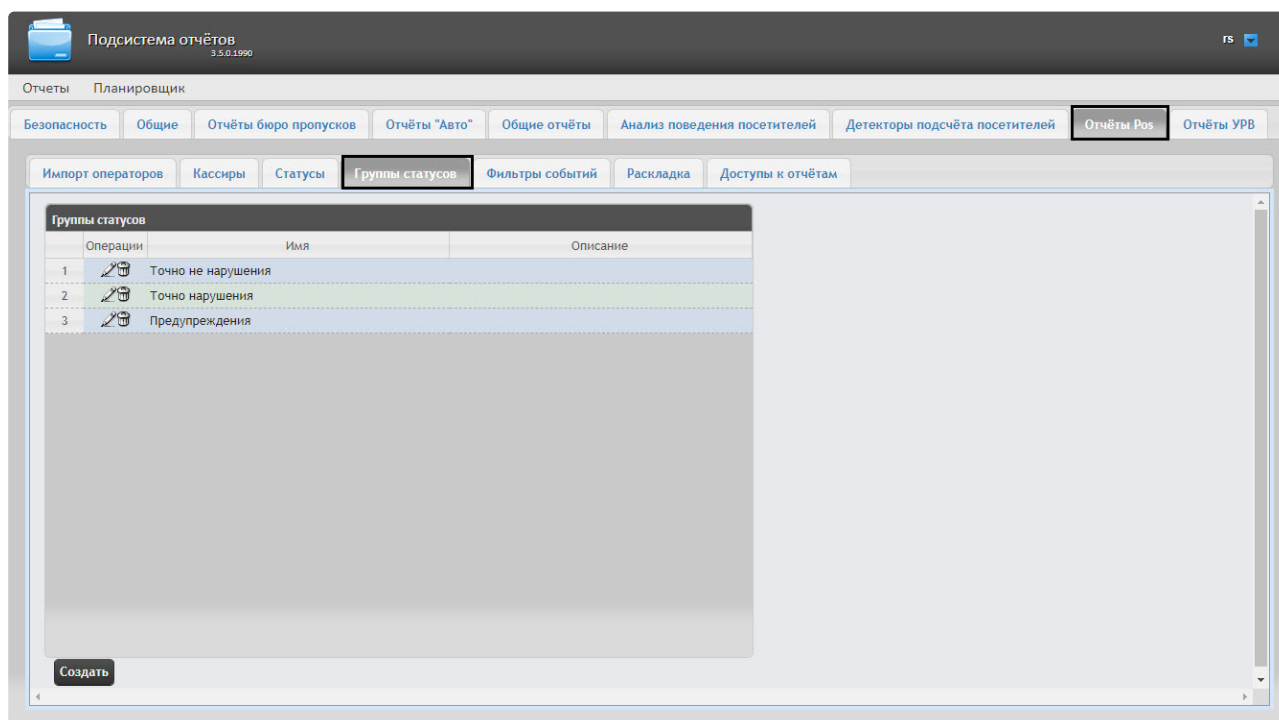 Подсистема отчётов
3.5.0.1990
rs
Отчеты Планировщик
Безопасность Общие Отчёты бюро пропусков Отчёты "Авто" Общие отчёты Анализ поведения посетителей Детекторы подсчёта посетителей Отчёты Pos Отчёты УРВ
Импорт операторов Кассиры Статусы Группы статусов Фильтры событий Раскладка Доступы к отчётам
Группы статусов
Операции Имя Описание
1 Точно не нарушения
2 Точно нарушения
3 Предупреждения
Создать